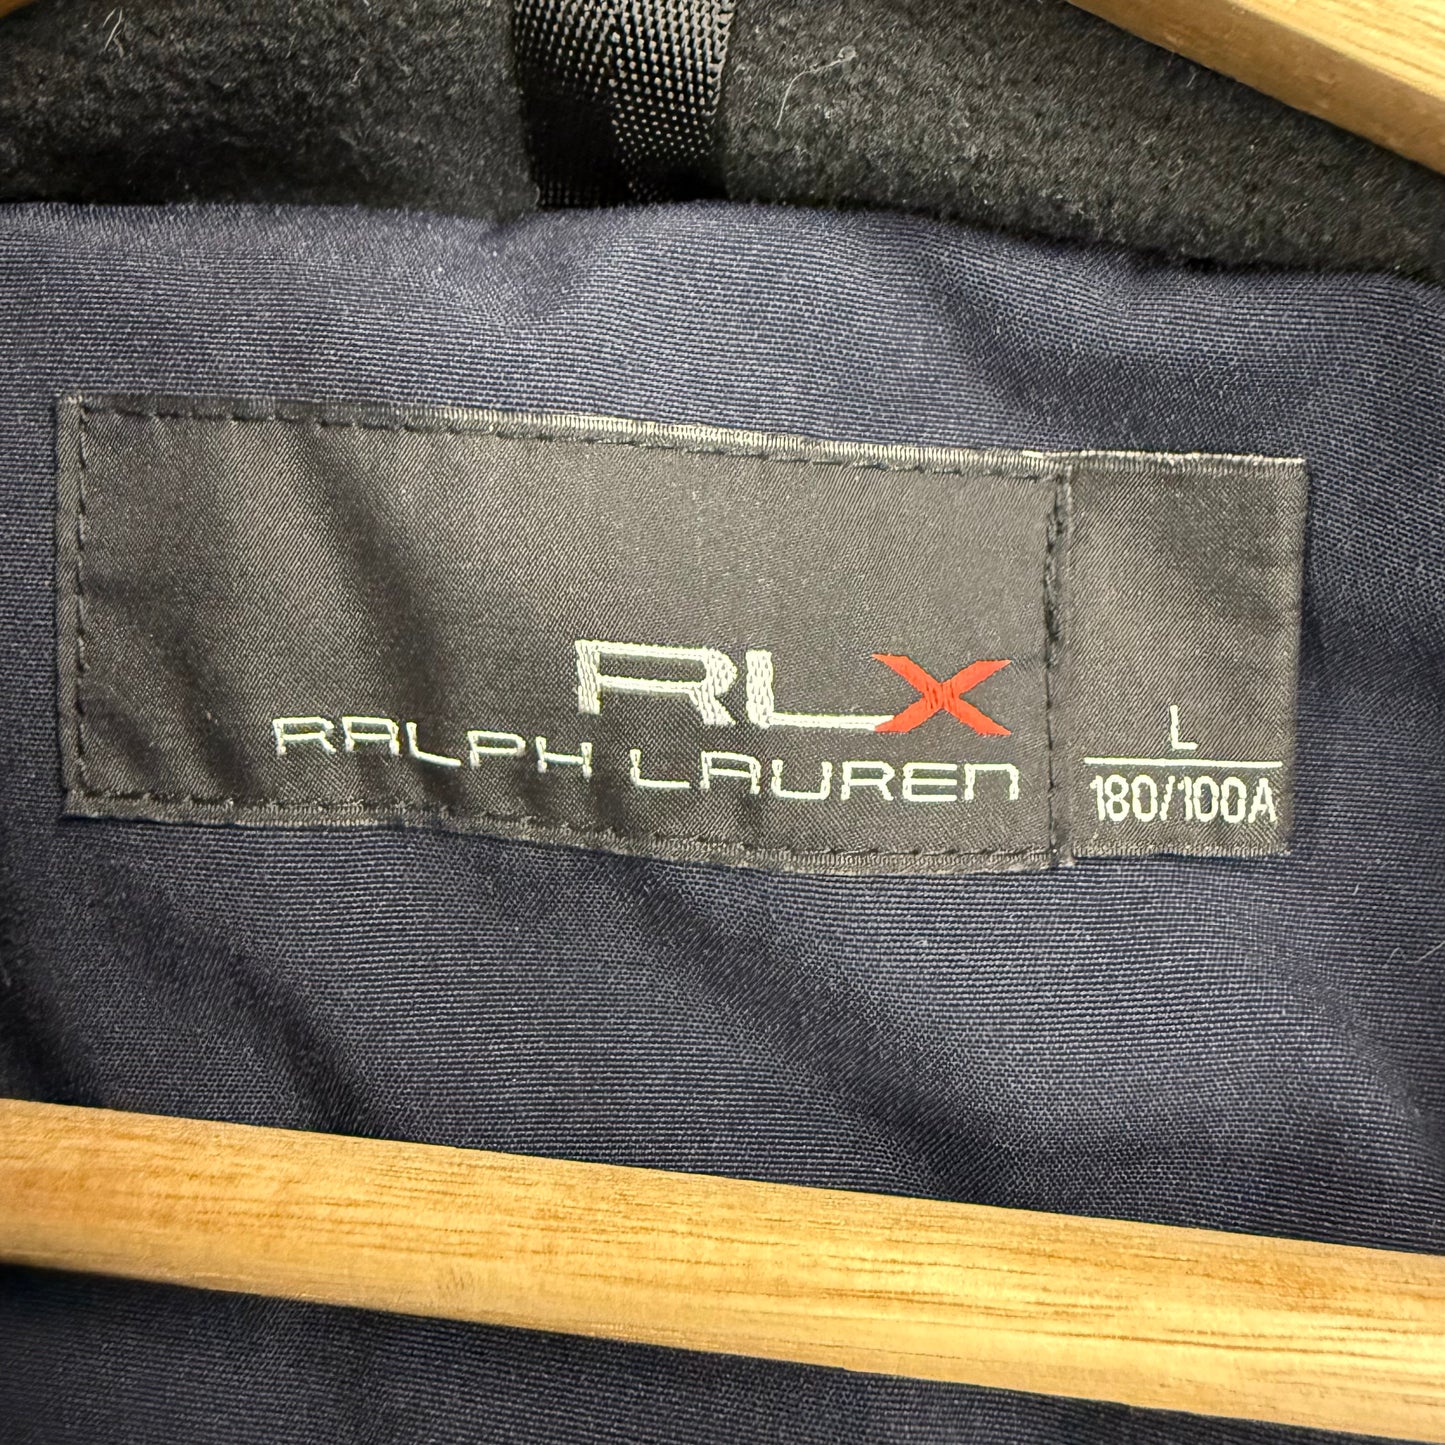 RLX
RALPH LAUREN
L
180/100A